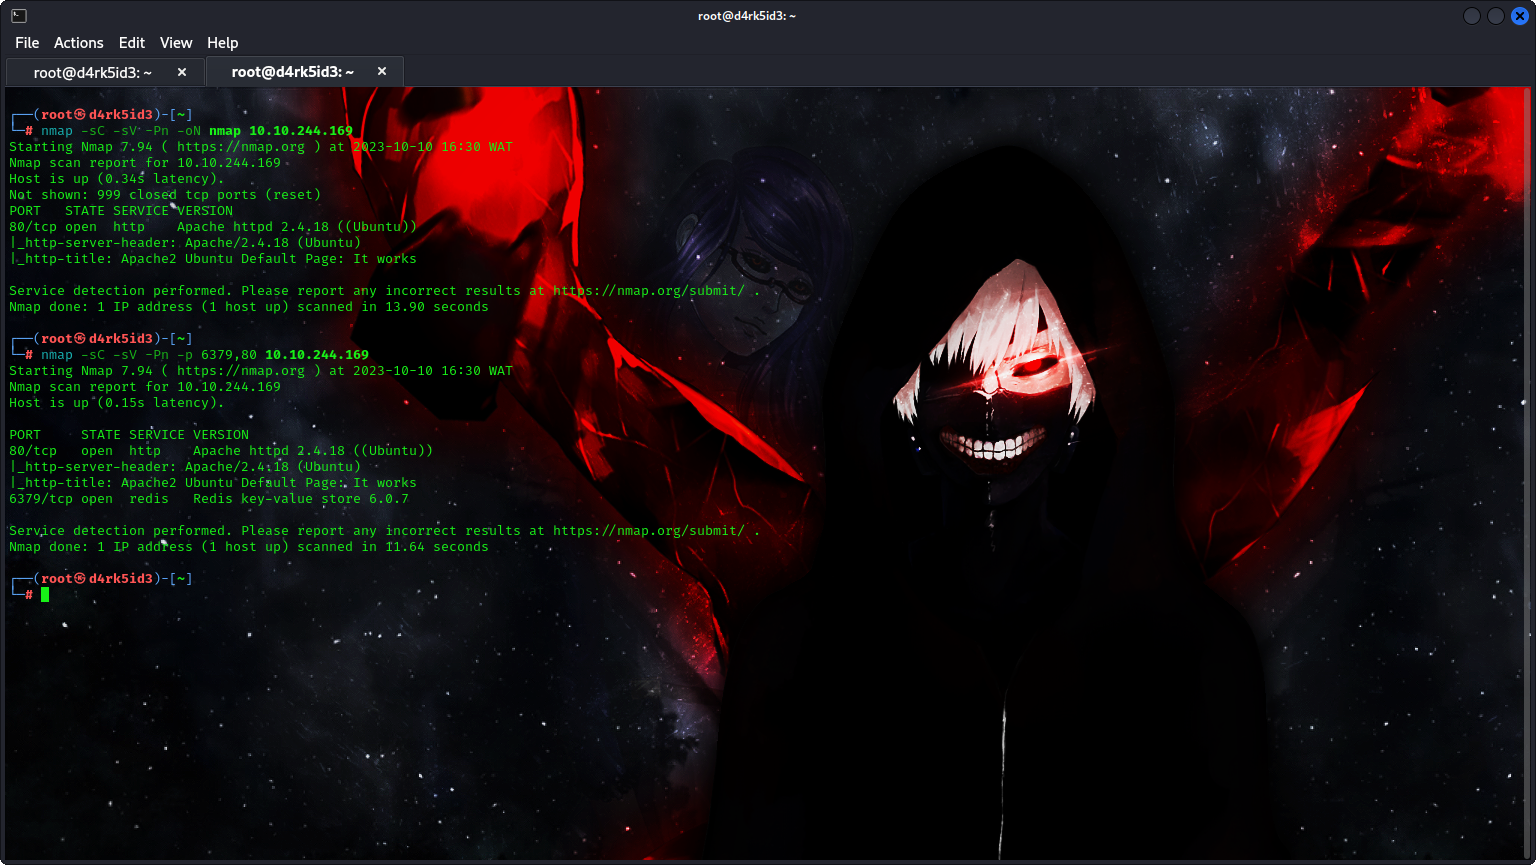 root@d4rk5id3: ~
File Actions Edit View Help
root@d4rk5id3: ~ × root@d4rk5id3: ~ ×
┌──(root㉿d4rk5id3)-[~]
└─# nmap -sC -sV -Pn -oN nmap 10.10.244.169
Starting Nmap 7.94 ( https://nmap.org ) at 2023-10-10 16:30 WAT
Nmap scan report for 10.10.244.169
Host is up (0.34s latency).
Not shown: 999 closed tcp ports (reset)
PORT   STATE SERVICE VERSION
80/tcp open  http    Apache httpd 2.4.18 ((Ubuntu))
|_http-server-header: Apache/2.4.18 (Ubuntu)
|_http-title: Apache2 Ubuntu Default Page: It works
Service detection performed. Please report any incorrect results at https://nmap.org/submit/ .
Nmap done: 1 IP address (1 host up) scanned in 13.90 seconds
┌──(root㉿d4rk5id3)-[~]
└─# nmap -sC -sV -Pn -p 6379,80 10.10.244.169
Starting Nmap 7.94 ( https://nmap.org ) at 2023-10-10 16:30 WAT
Nmap scan report for 10.10.244.169
Host is up (0.15s latency).
PORT     STATE SERVICE VERSION
80/tcp   open  http    Apache httpd 2.4.18 ((Ubuntu))
|_http-server-header: Apache/2.4.18 (Ubuntu)
|_http-title: Apache2 Ubuntu Default Page: It works
6379/tcp open  redis   Redis key-value store 6.0.7
Service detection performed. Please report any incorrect results at https://nmap.org/submit/ .
Nmap done: 1 IP address (1 host up) scanned in 11.64 seconds
┌──(root㉿d4rk5id3)-[~]
└─#